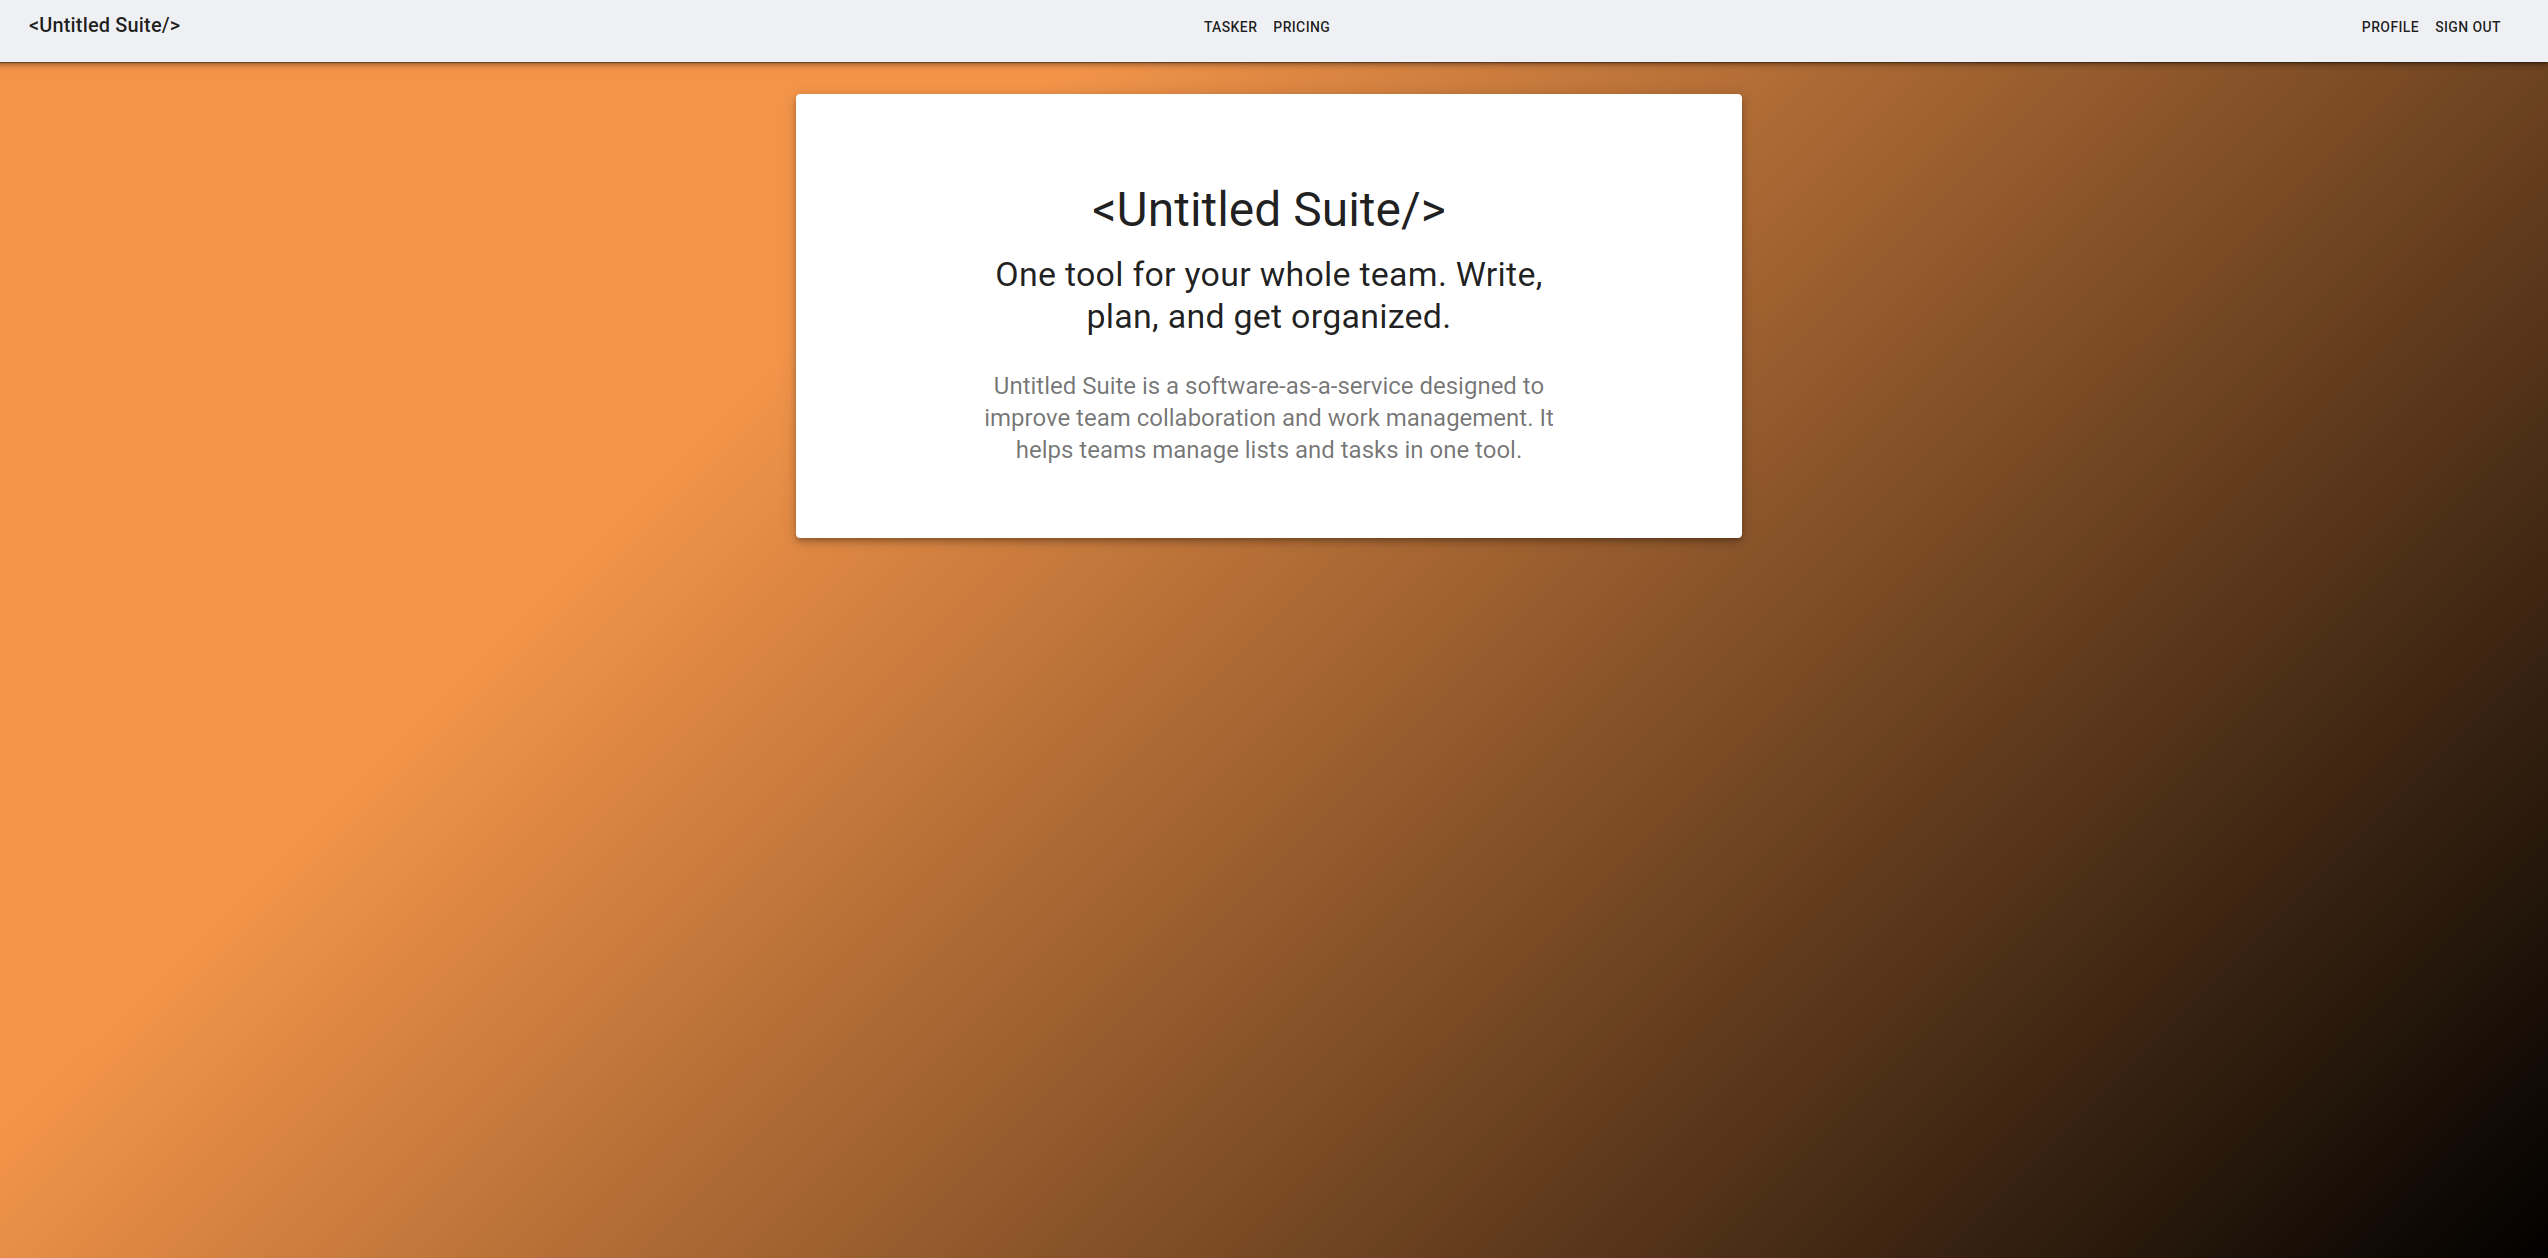 <Untitled Suite/>
TASKER PRICING
PROFILE SIGN OUT
<Untitled Suite/>
One tool for your whole team. Write,
plan, and get organized.
Untitled Suite is a software-as-a-service designed to
improve team collaboration and work management. It
helps teams manage lists and tasks in one tool.